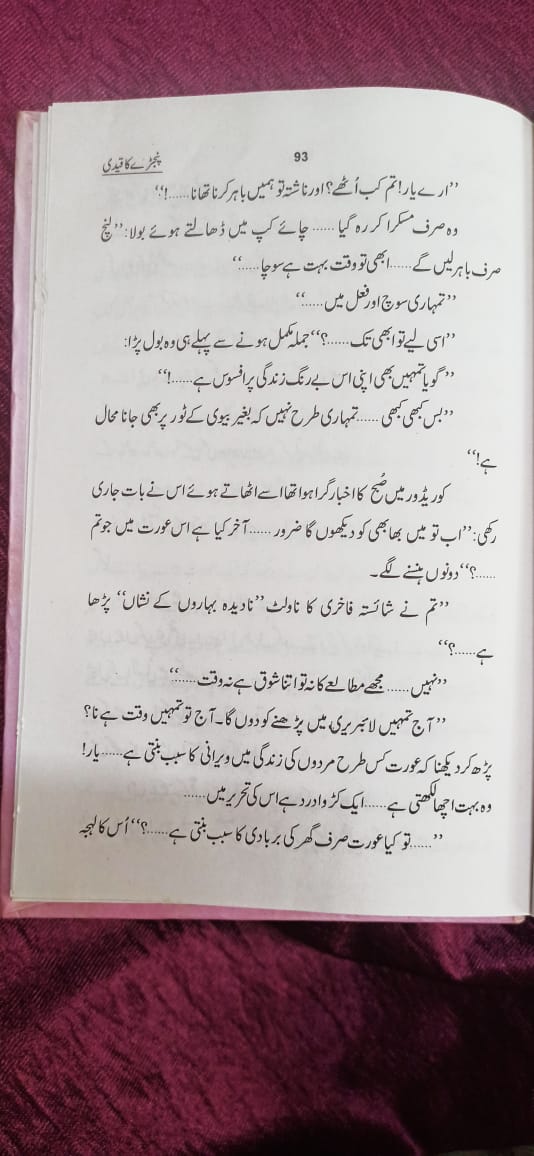 93
پنجڑے کا قیدی
’’ارے یار! تم کب اُٹھے؟ اور ناشتہ تو ہمیں باہر کرنا تھا نا......!‘‘
وہ صرف مسکرا کر رہ گیا ...... چائے کپ میں ڈھالتے ہوئے بولا: ’’لنچ
صرف باہر لیں گے......ابھی تو وقت بہت ہے سوچا......‘‘
’’تمہاری سوچ اور فعل میں......‘‘
’’اسی لیے تو ابھی تک......؟‘‘ جملہ مکمل ہونے سے پہلے ہی وہ بول پڑا:
’’گویا تمہیں بھی اپنی اس بے رنگ زندگی پر افسوس ہے......!‘‘
’’بس کبھی کبھی ......تمہاری طرح نہیں کہ بغیر بیوی کے ٹور پر بھی جانا محال
ہے!‘‘
کوریڈور میں صُبح کا اخبار گرا ہوا تھا اسے اٹھاتے ہوئے اس نے بات جاری
رکھی: ’’اب تو میں بھابھی کو دیکھوں گا ضرور ......آخر کیا ہے اس عورت میں جو تم
......؟‘‘ دونوں ہنسنے لگے۔
’’تم نے شائستہ فاخری کا ناولٹ ’’نادیدہ بہاروں کے نشاں‘‘ پڑھا
ہے......؟‘‘
’’نہیں ...... مجھے مطالعے کا نہ تو اتنا شوق ہے نہ وقت......‘‘
’’آج تمہیں لائبریری میں پڑھنے کو دوں گا۔ آج تو تمہیں وقت ہے نا؟
پڑھ کر دیکھنا کہ عورت کس طرح مردوں کی زندگی میں ویرانی کا سبب بنتی ہے......یار!
وہ بہت اچھا لکھتی ہے......ایک کڑوا درد ہے اس کی تحریر میں......
’’......تو کیا عورت صرف گھر کی بربادی کا سبب بنتی ہے......؟‘‘ اُس کا لہجہ